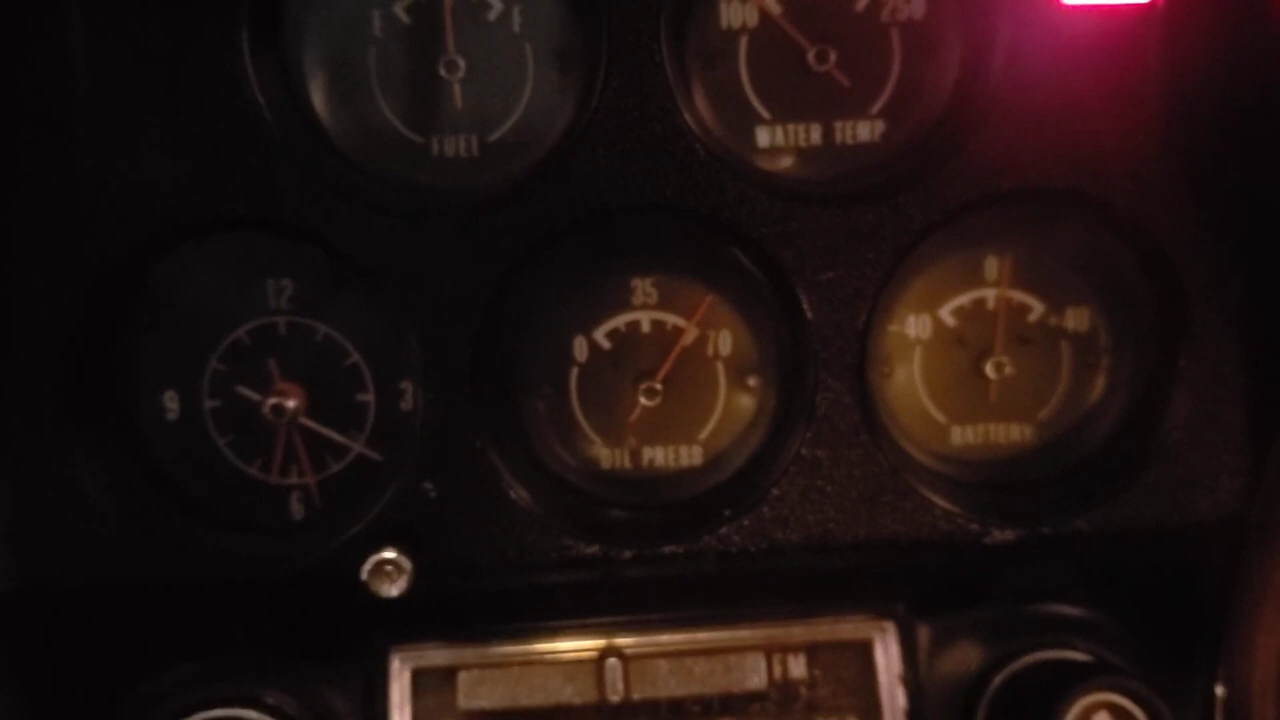 E F
FUEL
100 250
WATER TEMP
12
9 3
6
35
0 70
OIL PRESS
0
-40 +40
BATTERY
FM